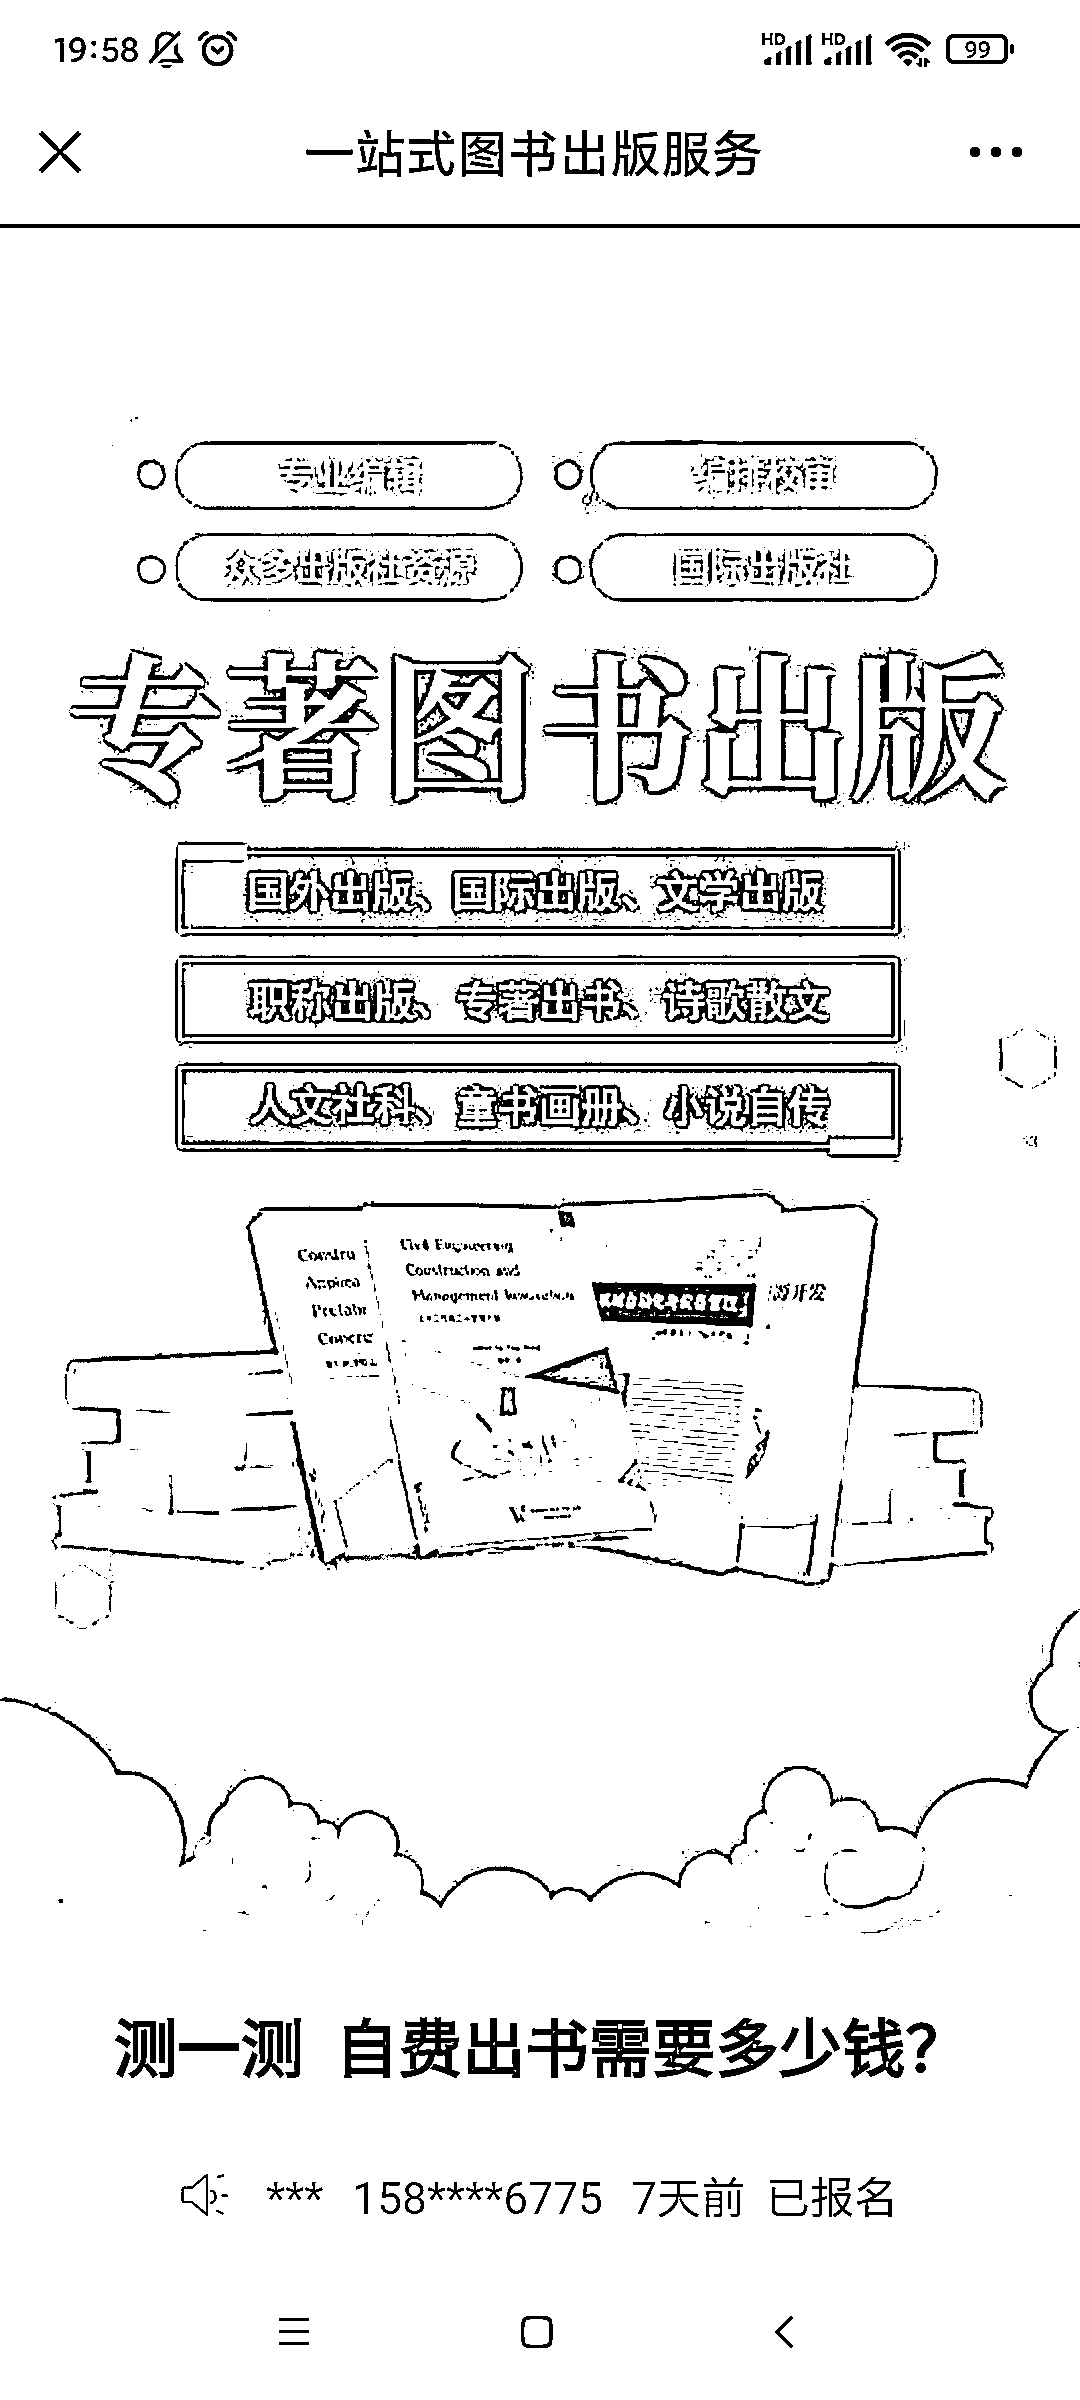 19:58 HD HD 99
一站式图书出版服务
专业编辑 编排校审
众多出版社资源 国际出版社
专著图书出版
国外出版、国际出版、文学出版
职称出版、专著出书、诗歌散文
人文社科、童书画册、小说自传
Constru
Civil Engineering
Construction and
Management Innovation
游开发
测一测 自费出书需要多少钱?
*** 158****6775 7天前 已报名